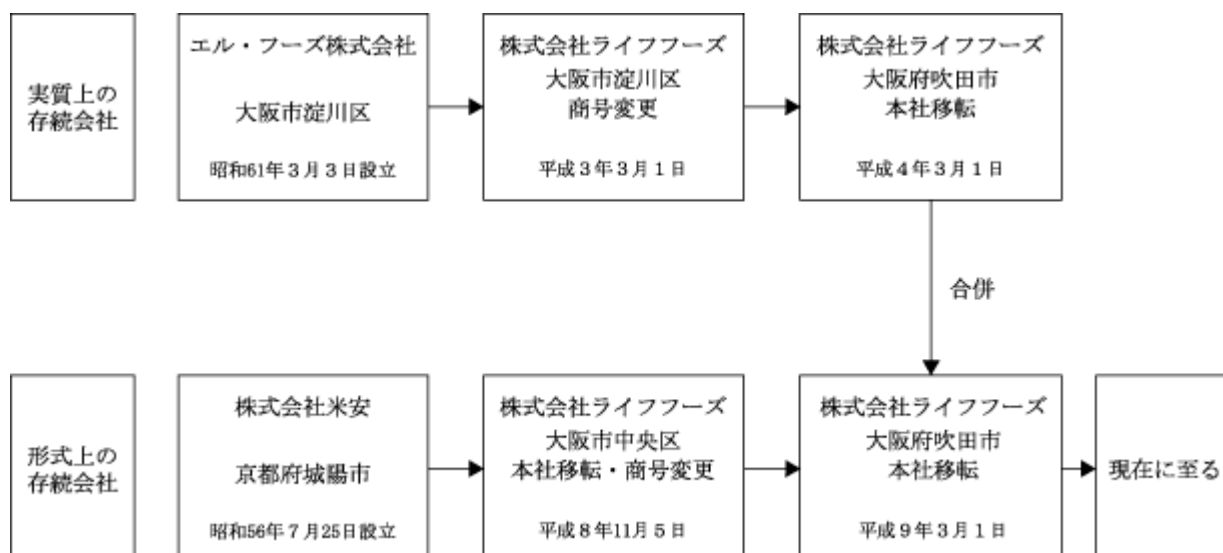 実質上の
存続会社
エル・フーズ株式会社
大阪市淀川区
昭和61年3月3日設立
株式会社ライフフーズ
大阪市淀川区
商号変更
平成3年3月1日
株式会社ライフフーズ
大阪府吹田市
本社移転
平成4年3月1日
合併
形式上の
存続会社
株式会社米安
京都府城陽市
昭和56年7月25日設立
株式会社ライフフーズ
大阪市中央区
本社移転・商号変更
平成8年11月5日
株式会社ライフフーズ
大阪府吹田市
本社移転
平成9年3月1日
現在に至る